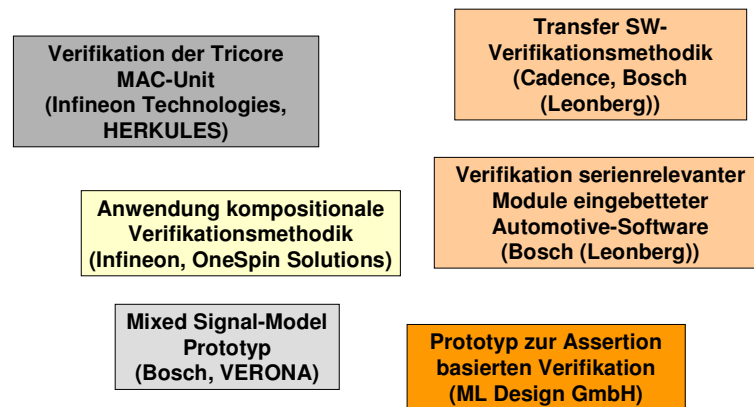 Verifikation der Tricore
MAC-Unit
(Infineon Technologies,
HERKULES)
Transfer SW-
Verifikationsmethodik
(Cadence, Bosch
(Leonberg))
Anwendung kompositionale
Verifikationsmethodik
(Infineon, OneSpin Solutions)
Verifikation serienrelevanter
Module eingebetteter
Automotive-Software
(Bosch (Leonberg))
Mixed Signal-Model
Prototyp
(Bosch, VERONA)
Prototyp zur Assertion
basierten Verifikation
(ML Design GmbH)